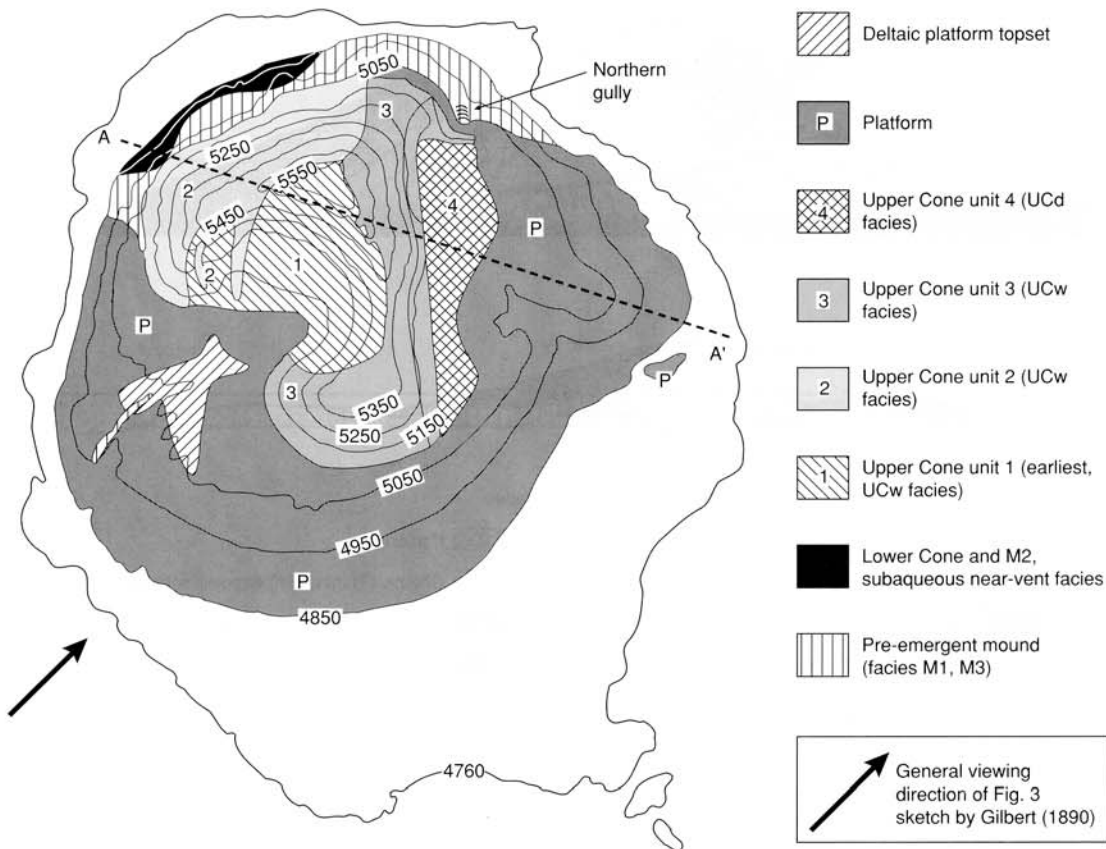 5050
Northern
gully
3
A
5250
5550
2
4
5450
1
P
2
P
A'
P
3
5350
5250
5150
5050
4950
P
4850
4760
Deltaic platform topset
P
Platform
4
Upper Cone unit 4 (UCd
facies)
3
Upper Cone unit 3 (UCw
facies)
2
Upper Cone unit 2 (UCw
facies)
1
Upper Cone unit 1 (earliest,
UCw facies)
Lower Cone and M2,
subaqueous near-vent facies
Pre-emergent mound
(facies M1, M3)
General viewing
direction of Fig. 3
sketch by Gilbert (1890)